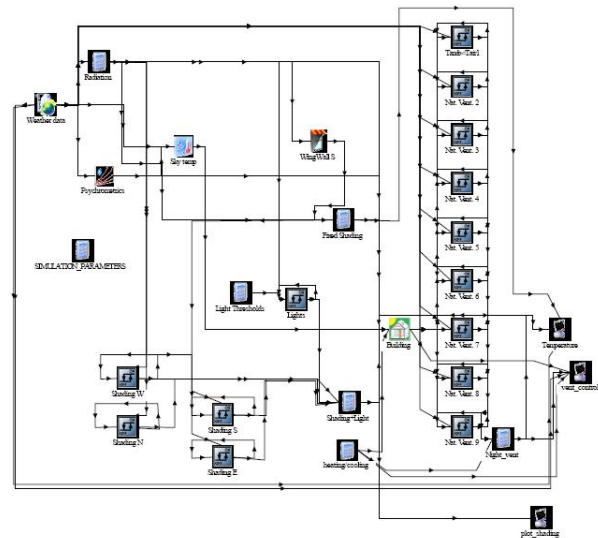 Tamb-Tair1
Radiation
Nat. Vent. 2
Weather data
Nat. Vent. 3
Sky temp
WingWall S
Psychrometrics
Nat. Vent. 4
Fixed Shading
Nat. Vent. 5
SIMULATION_PARAMETERS
Nat. Vent. 6
Light Thresholds
Lights
Building
Nat. Vent. 7
Temperature
Shading W
Nat. Vent. 8
vent_control
Shading N
Shading S
Shading+Light
Nat. Vent. 9
Shading E
heating/cooling
Night_vent
plot_shading